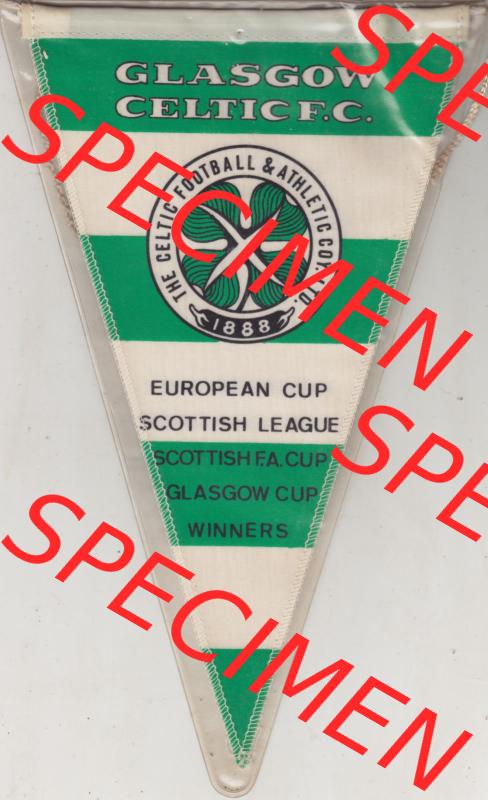 GLASGOW
CELTIC F.C.
THE CELTIC FOOTBALL & ATHLETIC COY. LTD.
1888
EUROPEAN CUP
SCOTTISH LEAGUE
SCOTTISH F.A. CUP
GLASGOW CUP
WINNERS
SPECIMEN
SPE
SPE
SPECIMEN